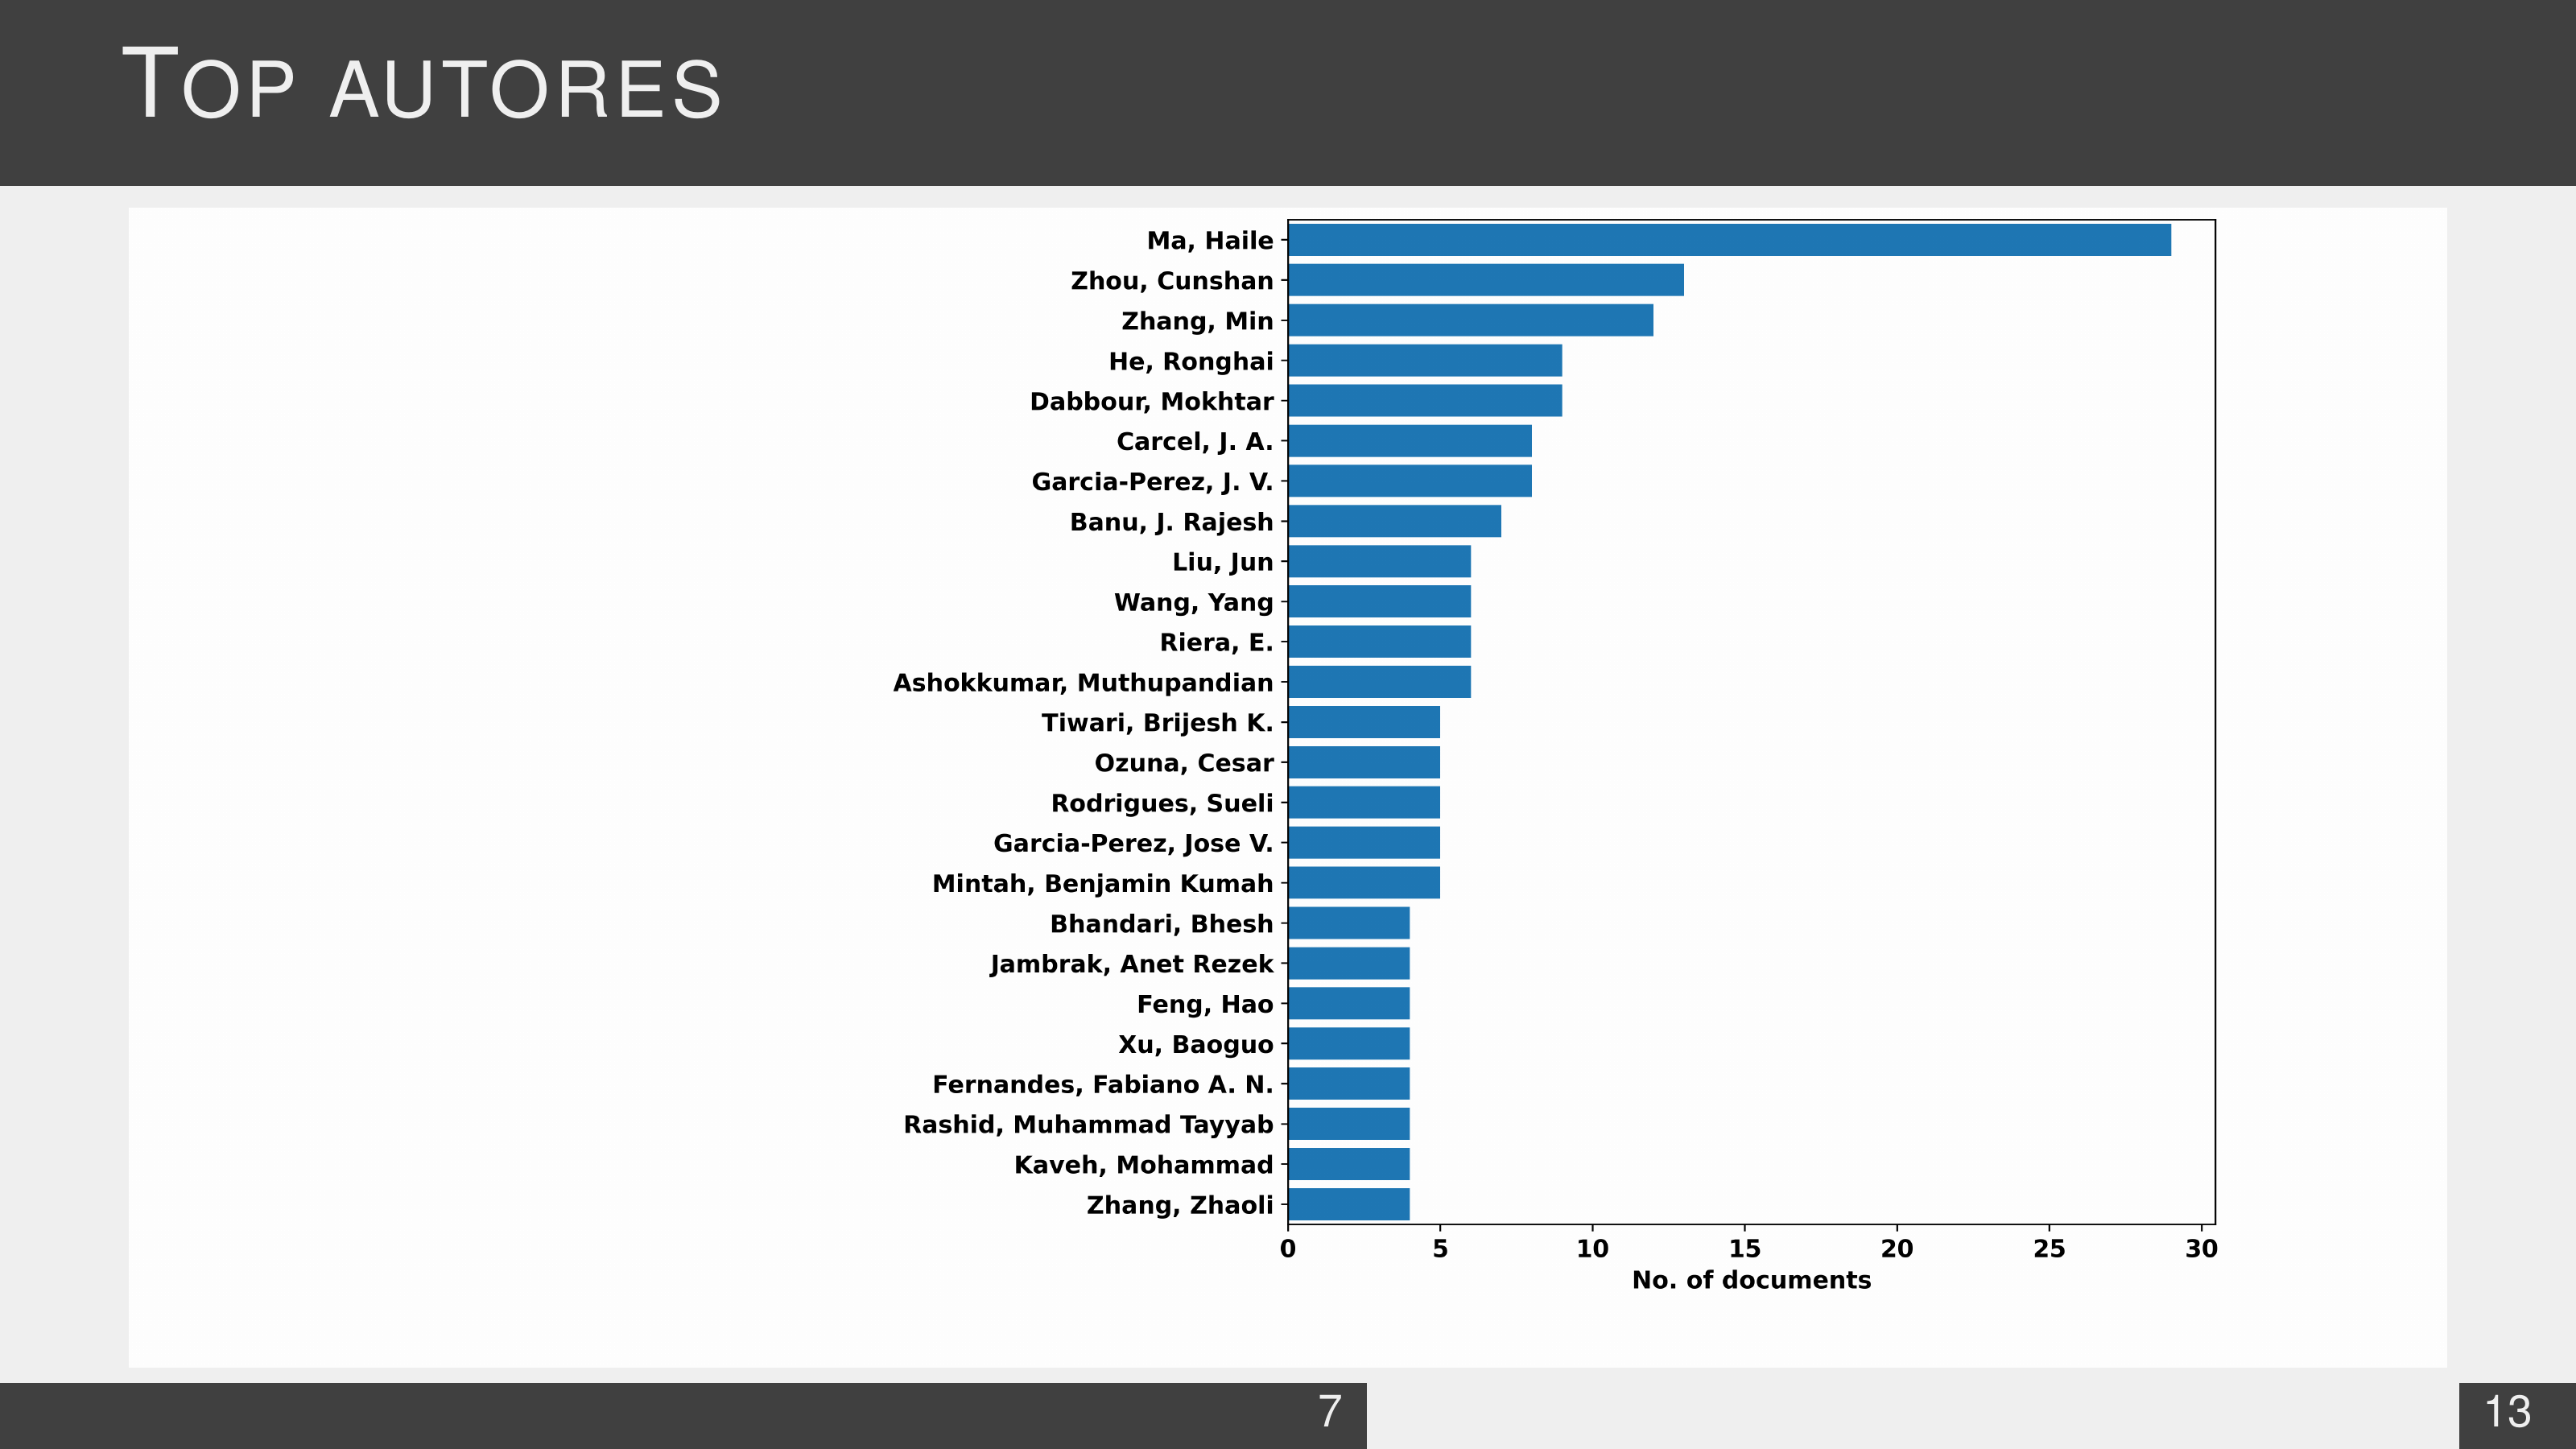 TOP AUTORES
Ma, Haile
Zhou, Cunshan
Zhang, Min
He, Ronghai
Dabbour, Mokhtar
Carcel, J. A.
Garcia-Perez, J. V.
Banu, J. Rajesh
Liu, Jun
Wang, Yang
Riera, E.
Ashokkumar, Muthupandian
Tiwari, Brijesh K.
Ozuna, Cesar
Rodrigues, Sueli
Garcia-Perez, Jose V.
Mintah, Benjamin Kumah
Bhandari, Bhesh
Jambrak, Anet Rezek
Feng, Hao
Xu, Baoguo
Fernandes, Fabiano A. N.
Rashid, Muhammad Tayyab
Kaveh, Mohammad
Zhang, Zhaoli
0 5 10 15 20 25 30
No. of documents
7 13